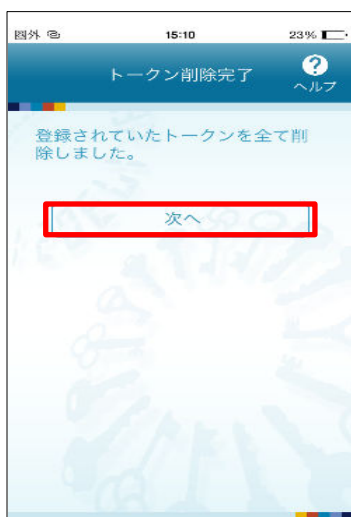 圏外 15:10 23%
トークン削除完了
?
ヘルプ
登録されていたトークンを全て削
除しました。
次へ